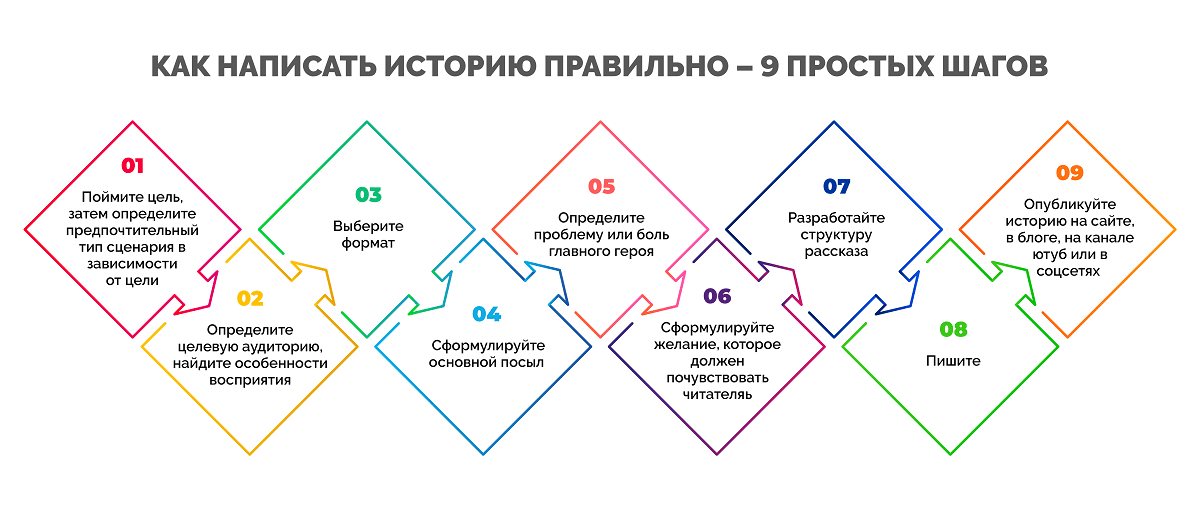 КАК НАПИСАТЬ ИСТОРИЮ ПРАВИЛЬНО – 9 ПРОСТЫХ ШАГОВ
01
Поймите цель,
затем определите
предпочтительный
тип сценария в
зависимости
от цели
02
Определите
целевую аудиторию,
найдите особенности
восприятия
03
Выберите
формат
04
Сформулируйте
основной посыл
05
Определите
проблему или боль
главного героя
06
Сформулируйте
желание, которое
должен
почувствовать
читателяь
07
Разработайте
структуру
рассказа
08
Пишите
09
Опубликуйте
историю на сайте,
в блоге, на канале
ютуб или в
соцсетях